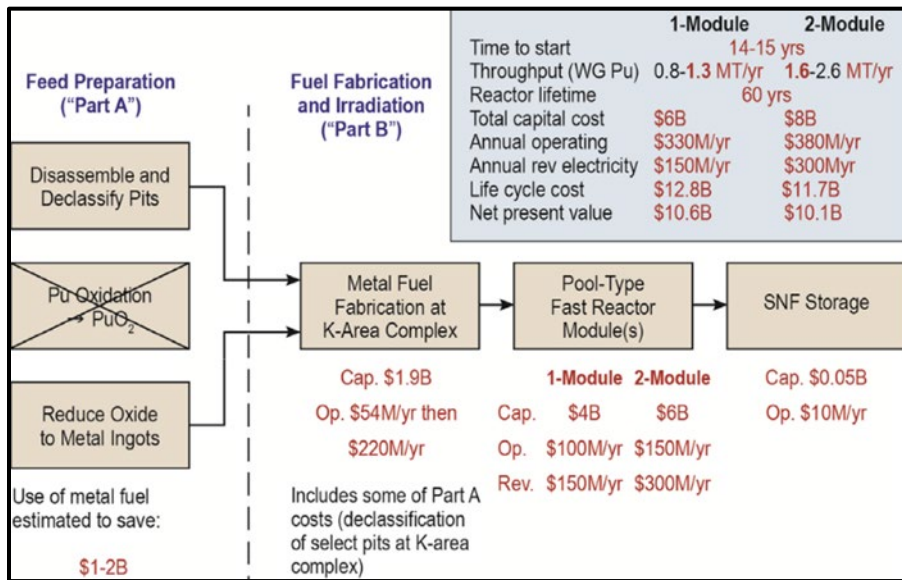 1-Module 2-Module
Time to start 14-15 yrs
Throughput (WG Pu) 0.8-1.3 MT/yr 1.6-2.6 MT/yr
Reactor lifetime 60 yrs
Total capital cost $6B $8B
Annual operating $330M/yr $380M/yr
Annual rev electricity $150M/yr $300Myr
Life cycle cost $12.8B $11.7B
Net present value $10.6B $10.1B
Feed Preparation
(“Part A”)
Disassemble and
Declassify Pits
Pu Oxidation
→ PuO2
Reduce Oxide
to Metal Ingots
Use of metal fuel
estimated to save:
$1-2B
Fuel Fabrication
and Irradiation
(“Part B”)
Metal Fuel
Fabrication at
K-Area Complex
Cap. $1.9B
Op. $54M/yr then
$220M/yr
Includes some of Part A
costs (declassification
of select pits at K-area
complex)
Pool-Type
Fast Reactor
Module(s)
1-Module 2-Module
Cap. $4B $6B
Op. $100M/yr $150M/yr
Rev. $150M/yr $300M/yr
SNF Storage
Cap. $0.05B
Op. $10M/yr